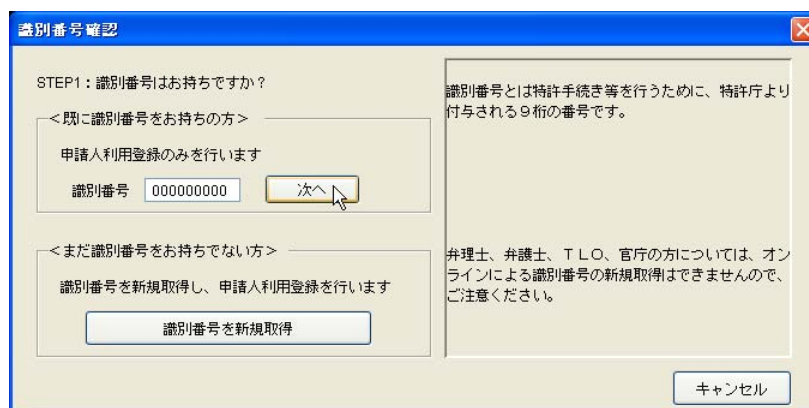 識別番号確認
STEP1：識別番号はお持ちですか？
＜既に識別番号をお持ちの方＞
申請人利用登録のみを行います
識別番号 000000000 次へ
＜まだ識別番号をお持ちでない方＞
識別番号を新規取得し、申請人利用登録を行います
識別番号を新規取得
識別番号とは特許手続き等を行うために、特許庁より
付与される９桁の番号です。
弁理士、弁護士、ＴＬＯ、官庁の方については、オン
ラインによる識別番号の新規取得はできませんので、
ご注意ください。
キャンセル